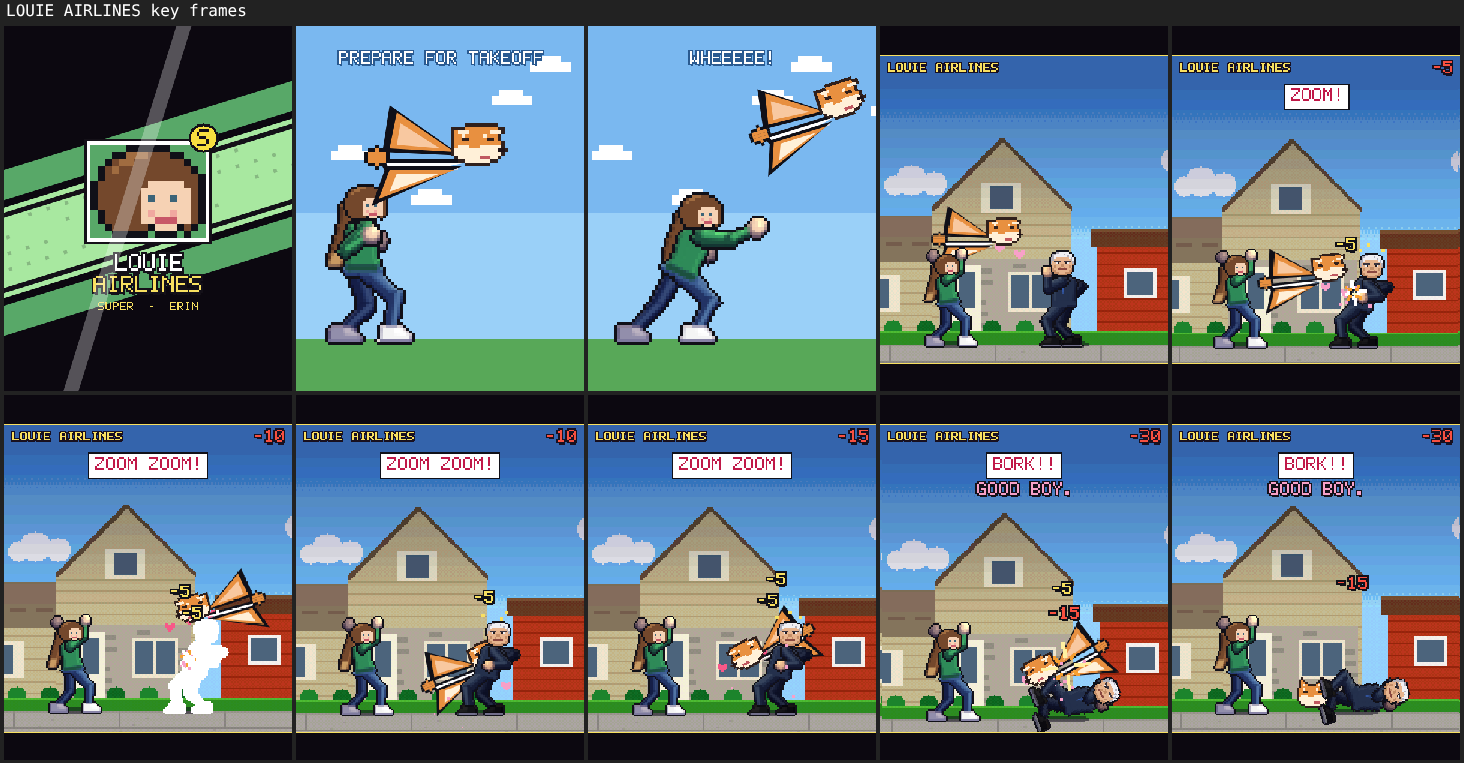 LOUIE AIRLINES key frames
S
LOUIE
AIRLINES
SUPER - ERIN
PREPARE FOR TAKEOFF
WHEEEEE!
LOUIE AIRLINES
LOUIE AIRLINES
-5
ZOOM!
-5
LOUIE AIRLINES
-10
ZOOM ZOOM!
-5
-5
LOUIE AIRLINES
-10
ZOOM ZOOM!
-5
LOUIE AIRLINES
-15
ZOOM ZOOM!
-5
-5
LOUIE AIRLINES
-30
BORK!!
GOOD BOY.
-5
-15
LOUIE AIRLINES
-30
BORK!!
GOOD BOY.
-15